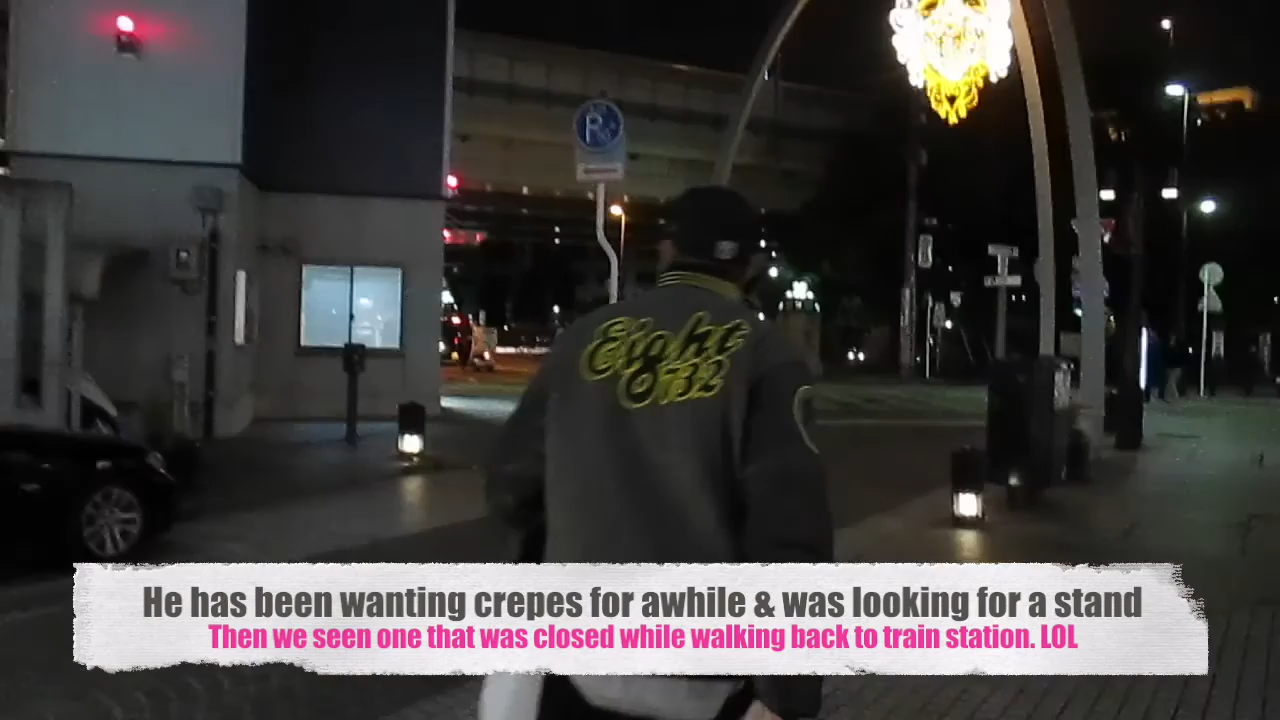 P
Eight
732
He has been wanting crepes for awhile & was looking for a stand
Then we seen one that was closed while walking back to train station. LOL